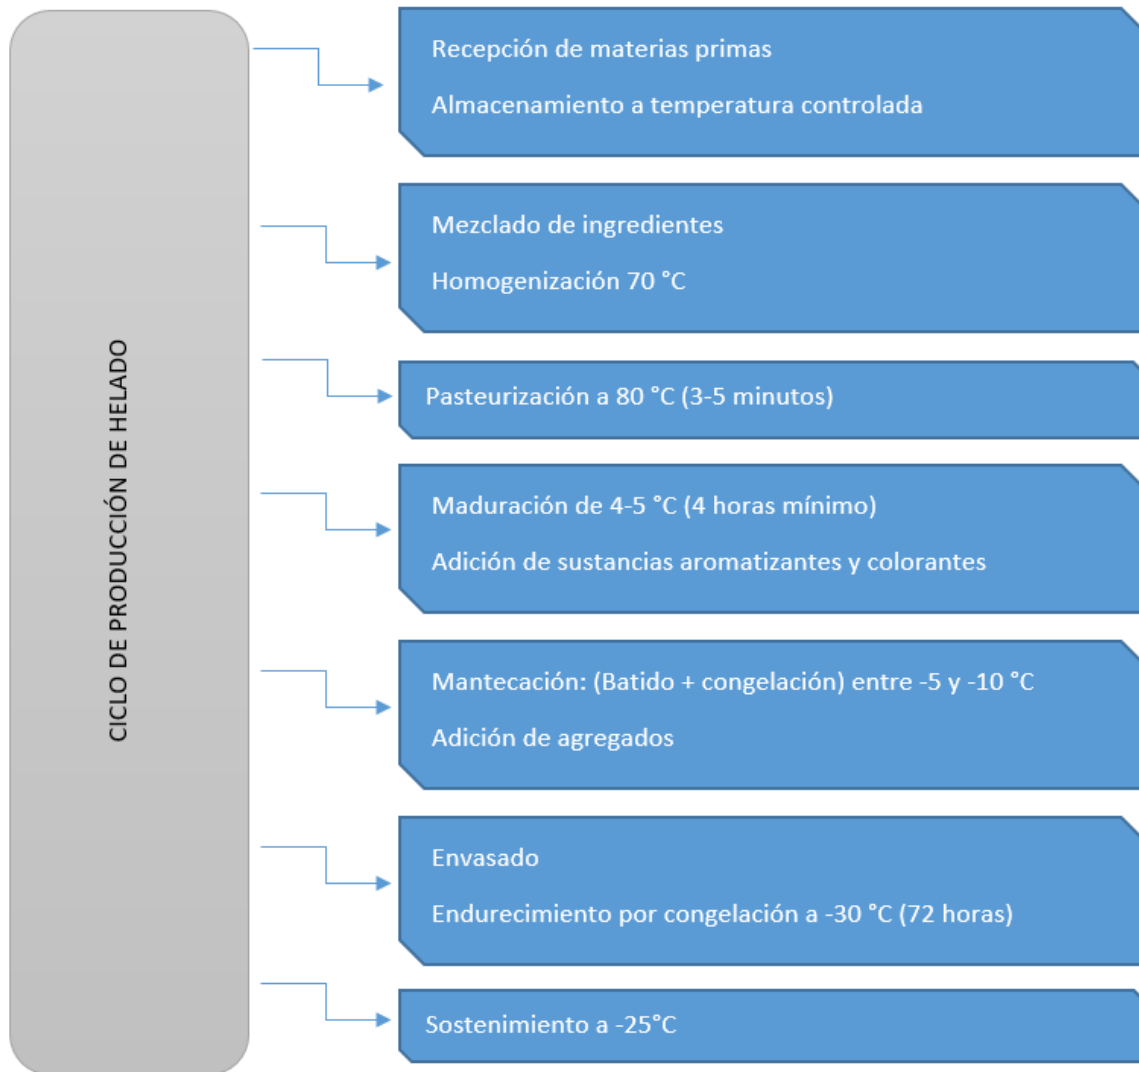 CICLO DE PRODUCCIÓN DE HELADO
Recepción de materias primas
Almacenamiento a temperatura controlada
Mezclado de ingredientes
Homogenización 70 °C
Pasteurización a 80 °C (3-5 minutos)
Maduración de 4-5 °C (4 horas mínimo)
Adición de sustancias aromatizantes y colorantes
Mantecación: (Batido + congelación) entre -5 y -10 °C
Adición de agregados
Envasado
Endurecimiento por congelación a -30 °C (72 horas)
Sostenimiento a -25°C